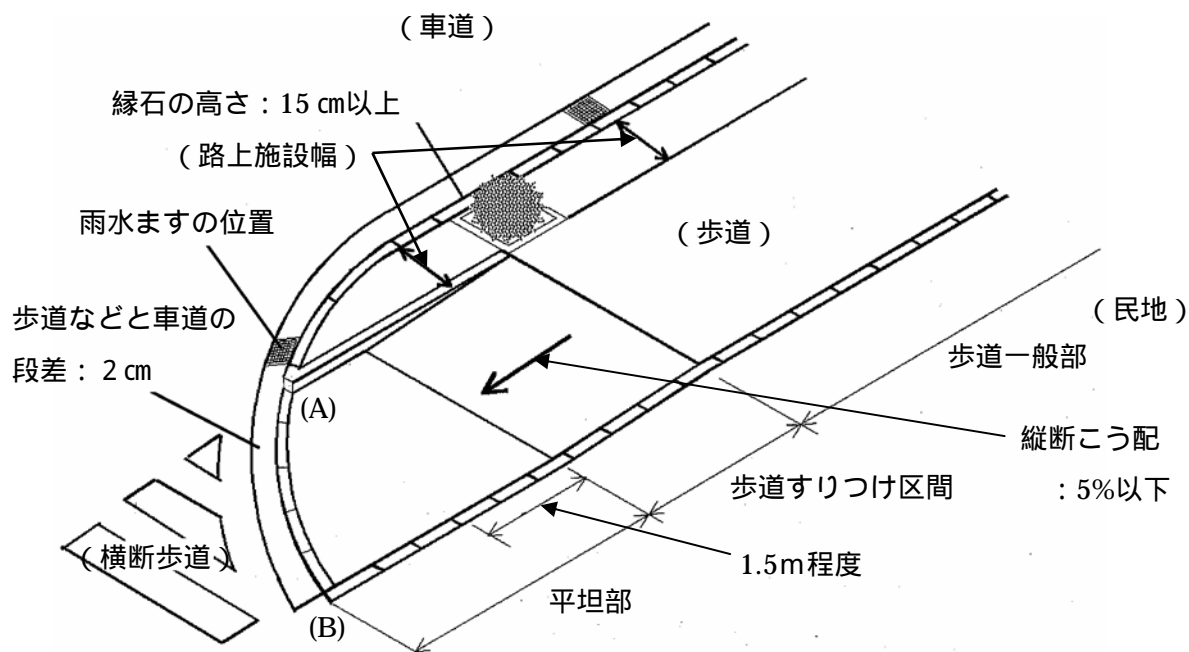 (車道)
縁石の高さ:15㎝以上
(路上施設幅)
雨水ますの位置
(歩道)
歩道などと車道の
段差:2㎝
(民地)
歩道一般部
(A)
縦断こう配
:5%以下
歩道すりつけ区間
(横断歩道)
1.5m程度
平坦部
(B)